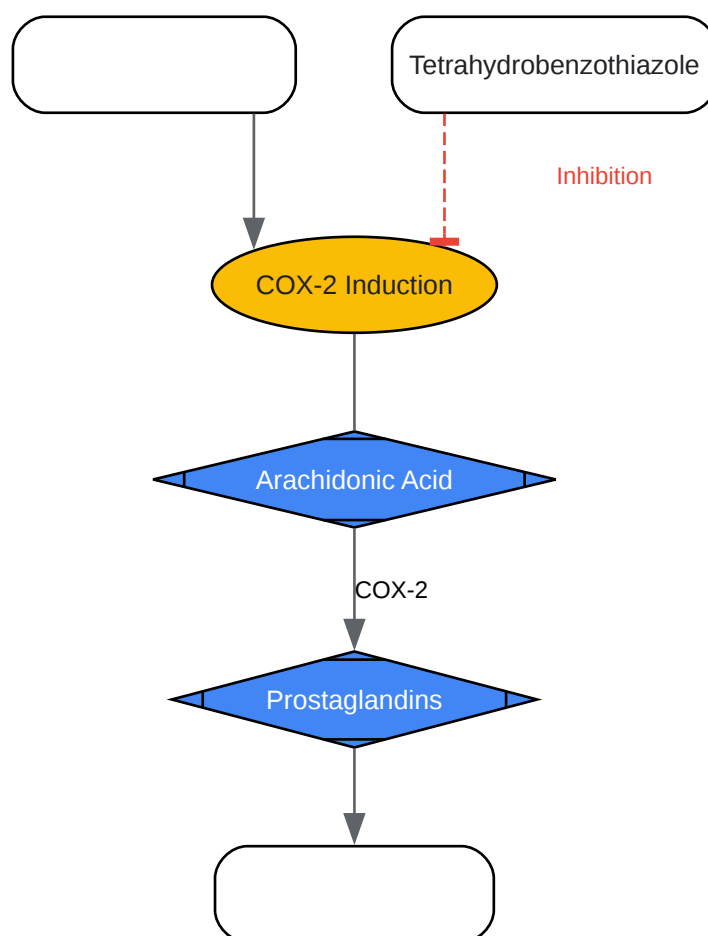 Tetrahydrobenzothiazole
Inhibition
COX-2 Induction
Arachidonic Acid
COX-2
Prostaglandins